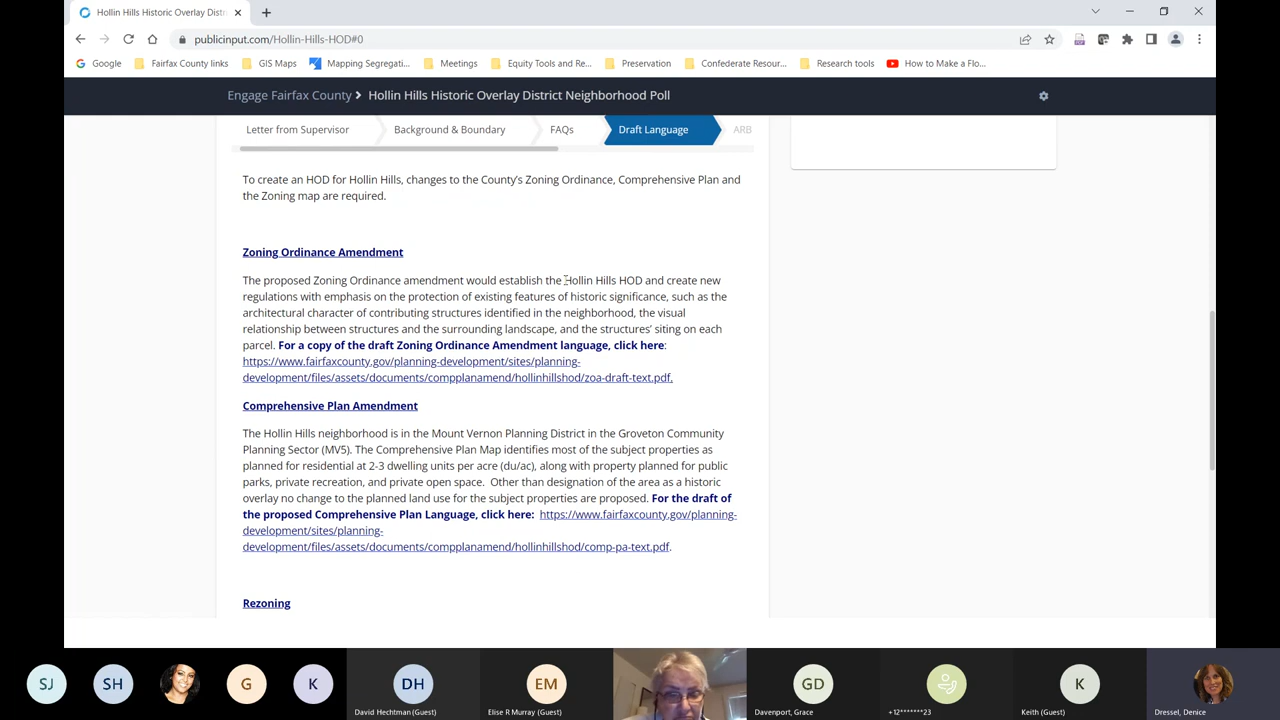 Hollin Hills Historic Overlay Distri
publicinput.com/Hollin-Hills-HOD#0
Google Fairfax County links GIS Maps Mapping Segregati... Meetings Equity Tools and Re... Preservation Confederate Resour... Research tools How to Make a Flo...
Engage Fairfax County Hollin Hills Historic Overlay District Neighborhood Poll
Letter from Supervisor Background & Boundary FAQs Draft Language ARB
To create an HOD for Hollin Hills, changes to the County's Zoning Ordinance, Comprehensive Plan and
the Zoning map are required.
Zoning Ordinance Amendment
The proposed Zoning Ordinance amendment would establish the Hollin Hills HOD and create new
regulations with emphasis on the protection of existing features of historic significance, such as the
architectural character of contributing structures identified in the neighborhood, the visual
relationship between structures and the surrounding landscape, and the structures' siting on each
parcel. For a copy of the draft Zoning Ordinance Amendment language, click here:
https://www.fairfaxcounty.gov/planning-development/sites/planning-
development/files/assets/documents/compplanamend/hollinhillshod/zoa-draft-text.pdf.
Comprehensive Plan Amendment
The Hollin Hills neighborhood is in the Mount Vernon Planning District in the Groveton Community
Planning Sector (MV5). The Comprehensive Plan Map identifies most of the subject properties as
planned for residential at 2-3 dwelling units per acre (du/ac), along with property planned for public
parks, private recreation, and private open space. Other than designation of the area as a historic
overlay no change to the planned land use for the subject properties are proposed. For the draft of
the proposed Comprehensive Plan Language, click here: https://www.fairfaxcounty.gov/planning-
development/sites/planning-
development/files/assets/documents/compplanamend/hollinhillshod/comp-pa-text.pdf.
Rezoning
SJ SH G K DH EM GD K
David Hechtman (Guest) Elise R Murray (Guest) Davenport, Grace +12*******23 Keith (Guest) Dressel, Denice